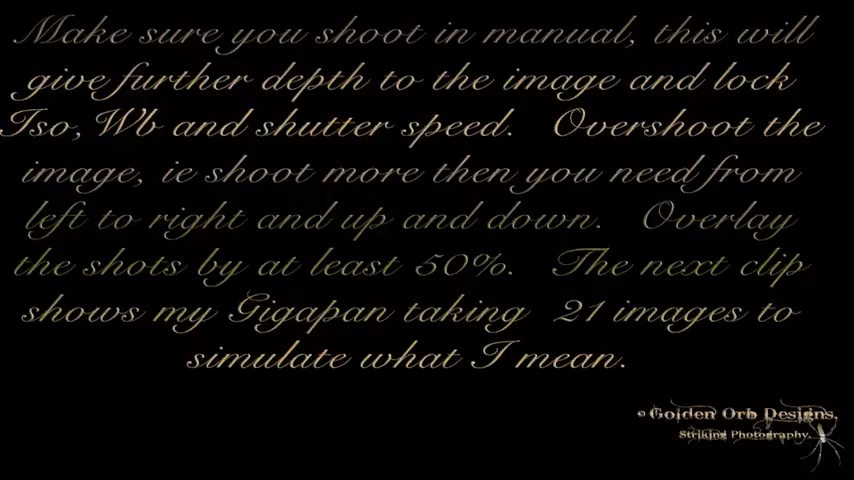 Make sure you shoot in manual, this will
give further depth to the image and lock
Iso, Wb and shutter speed. Overshoot the
image, ie shoot more then you need from
left to right and up and down. Overlay
the shots by at least 50%. The next clip
shows my Gigapan taking 21 images to
simulate what I mean.
© Golden Orb Designs.
Striking Photography.